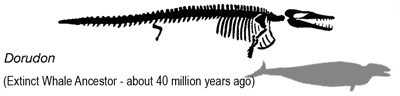 Dorudon
(Extinct Whale Ancestor - about 40 million years ago)